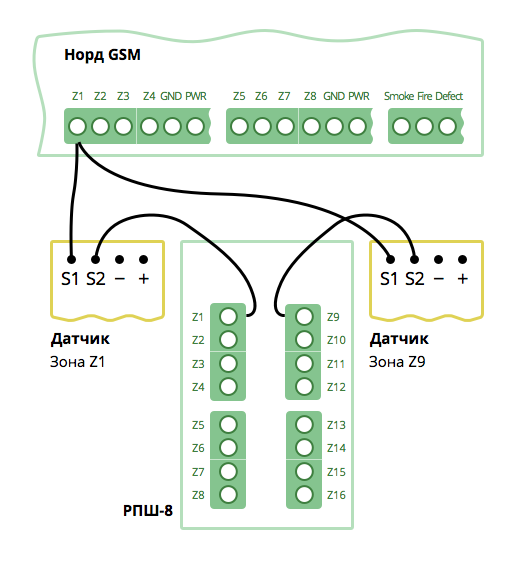 Норд GSM
Z1 Z2 Z3 Z4 GND PWR Z5 Z6 Z7 Z8 GND PWR Smoke Fire Defect
S1 S2 – +
S1 S2 – +
Датчик
Зона Z1
Датчик
Зона Z9
Z1 Z9
Z2 Z10
Z3 Z11
Z4 Z12
Z5 Z13
Z6 Z14
Z7 Z15
Z8 Z16
РПШ-8